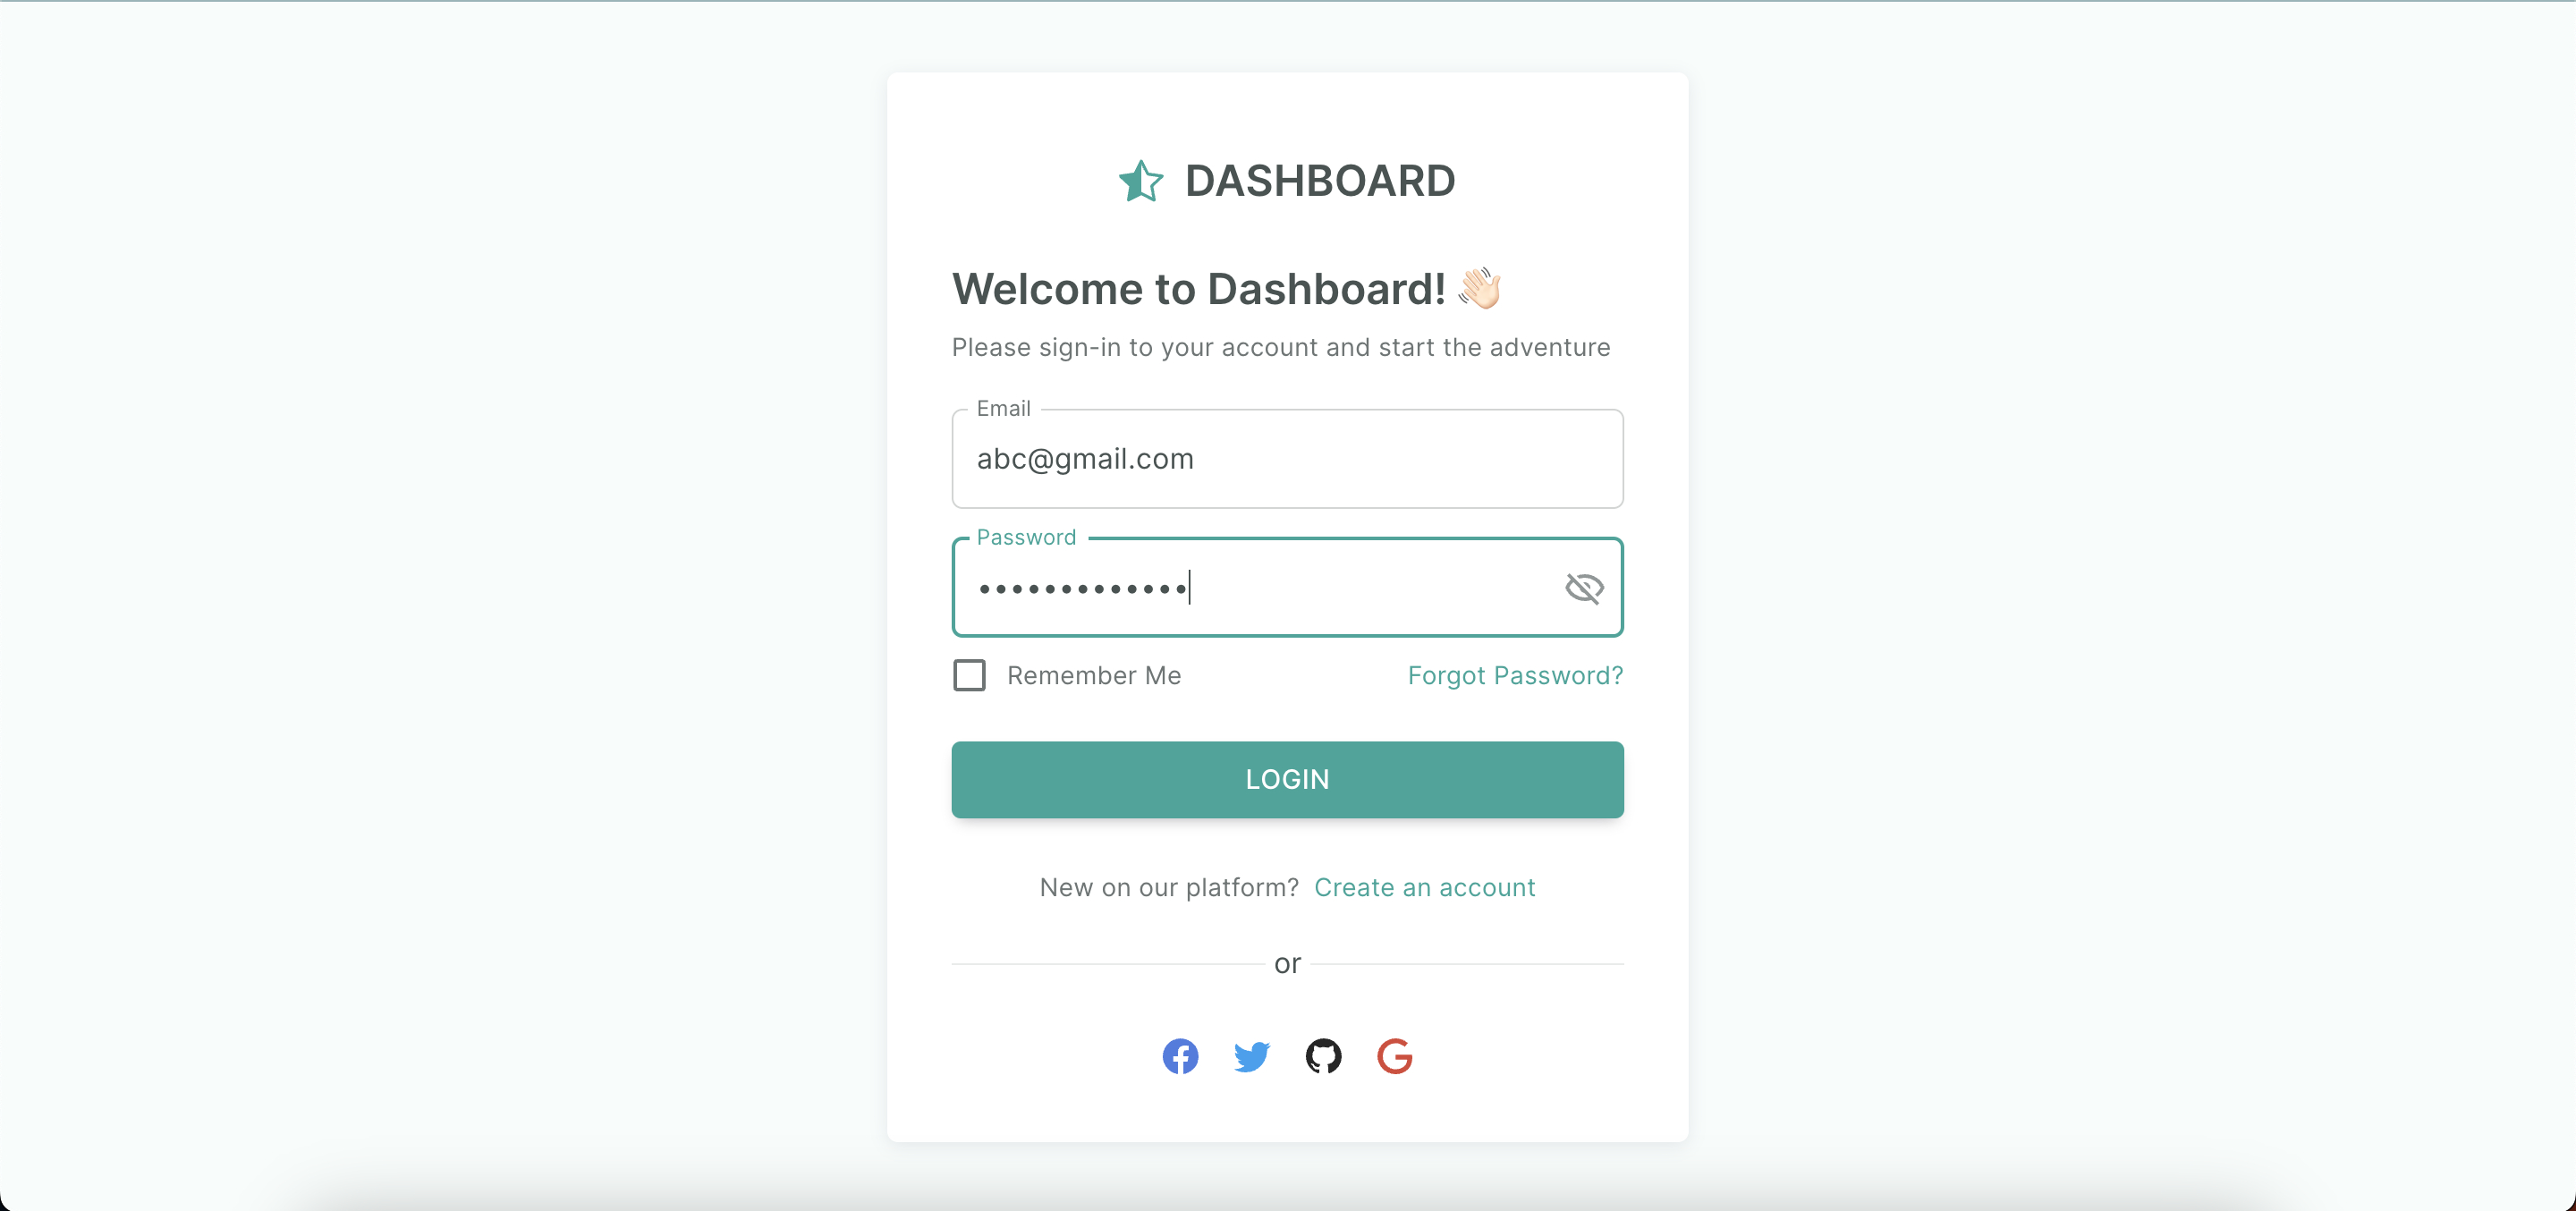 DASHBOARD
Welcome to Dashboard! 👋🏻
Please sign-in to your account and start the adventure
Email
abc@gmail.com
Password
•••••••••••••
Remember Me Forgot Password?
LOGIN
New on our platform? Create an account
or